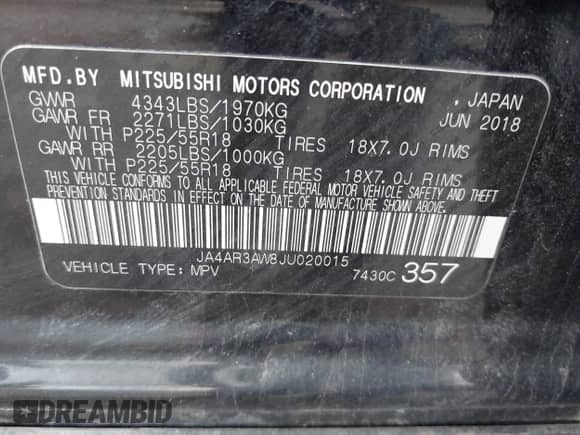 MFD.BY MITSUBISHI MOTORS CORPORATION
GVWR 4343LBS/1970KG , JAPAN
GAWR FR 2271LBS/1030KG JUN 2018
WITH P225/55R18 TIRES 18X7.0J RIMS
GAWR RR 2205LBS/1000KG
WITH P225/55R18 TIRES 18X7.0J RIMS
THIS VEHICLE CONFORMS TO ALL APPLICABLE FEDERAL MOTOR VEHICLE SAFETY AND THEFT
PREVENTION STANDARDS IN EFFECT ON THE DATE OF MANUFACTURE SHOWN ABOVE.
JA4AR3AW8JU020015
VEHICLE TYPE: MPV 7430C 357
DREAMBID